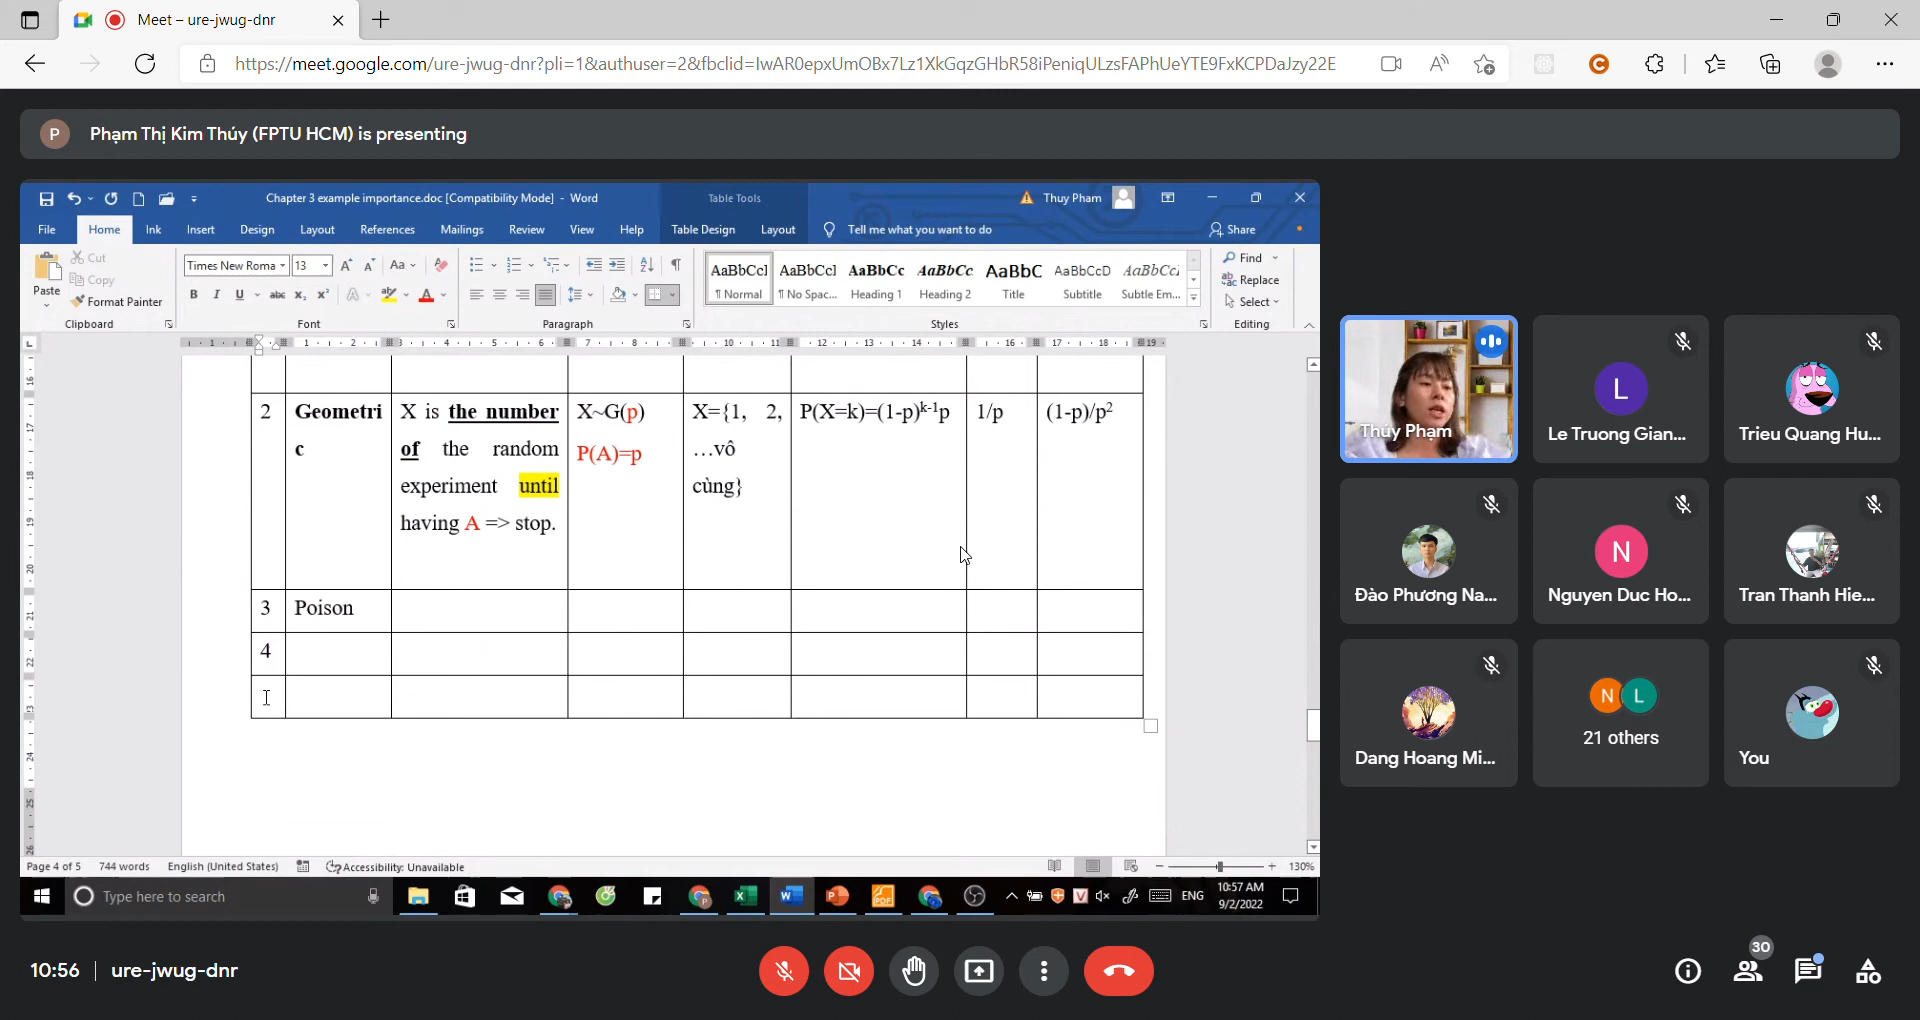 Meet – ure-jwug-dnr
https://meet.google.com/ure-jwug-dnr?pli=1&authuser=2&fbclid=IwAR0epxUmOBx7Lz1XkGqzGHbR58iPeniqULzsFAPhUeYTE9FxKCPDaJzy22E
P Phạm Thị Kim Thúy (FPTU HCM) is presenting
Chapter 3 example importance.doc [Compatibility Mode] - Word
Table Tools
Thuy Pham
File Home Ink Insert Design Layout References Mailings Review View Help Table Design Layout Tell me what you want to do Share
Paste
Cut
Copy
Format Painter
Clipboard
Times New Roma 13
Font
Paragraph
AaBbCcI AaBbCcI AaBbCc AaBbCc AaBbC AaBbCcD AaBbCc
¶ Normal ¶ No Spac... Heading 1 Heading 2 Title Subtitle Subtle Em...
Styles
Find
Replace
Select
Editing
2
Geometri
c
X is the number
of the random
experiment until
having A => stop.
X~G(p)
P(A)=p
X={1, 2,
…vô
cùng}
P(X=k)=(1-p)ᵏ⁻¹p
1/p
(1-p)/p²
3 Poison
4
Page 4 of 5 744 words English (United States) Accessibility: Unavailable 130%
Type here to search
ENG
10:57 AM
9/2/2022
Thúy Phạm
L
Le Truong Gian...
Trieu Quang Hu...
Đào Phương Na...
N
Nguyen Duc Ho...
Tran Thanh Hie...
Dang Hoang Mi...
N L
21 others
You
10:56 | ure-jwug-dnr
30